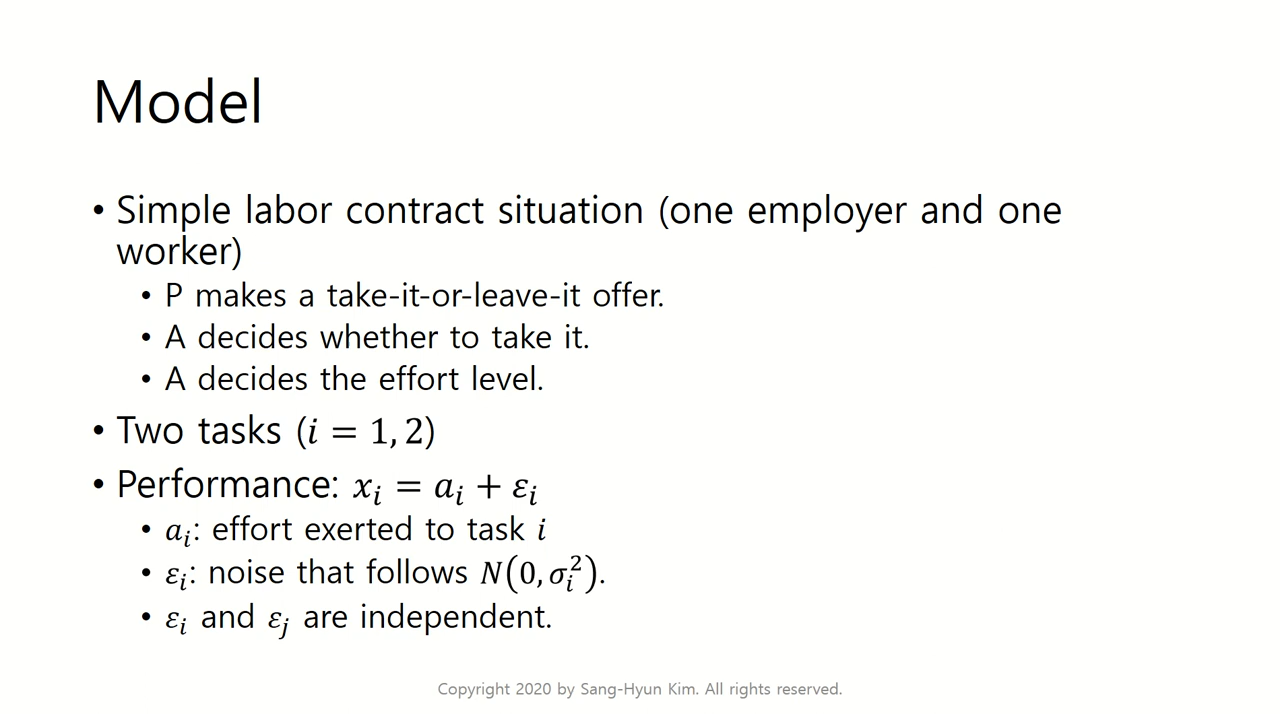 Model
• Simple labor contract situation (one employer and one
worker)
• P makes a take-it-or-leave-it offer.
• A decides whether to take it.
• A decides the effort level.
• Two tasks (𝑖 = 1, 2)
• Performance: 𝑥ᵢ = 𝑎ᵢ + 𝜀ᵢ
• 𝑎ᵢ: effort exerted to task 𝑖
• 𝜀ᵢ: noise that follows 𝑁(0, 𝜎ᵢ²).
• 𝜀ᵢ and 𝜀ⱼ are independent.
Copyright 2020 by Sang-Hyun Kim. All rights reserved.